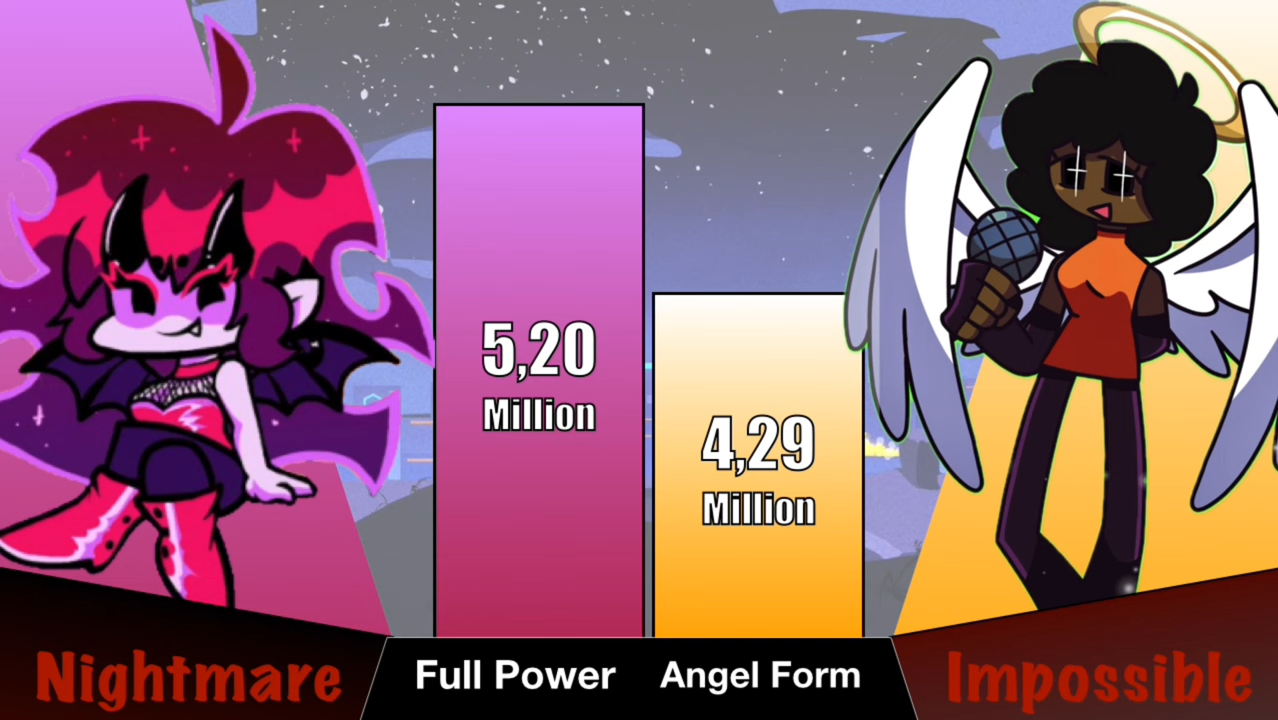 5,20
Million
4,29
Million
Nightmare
Full Power
Angel Form
Impossible